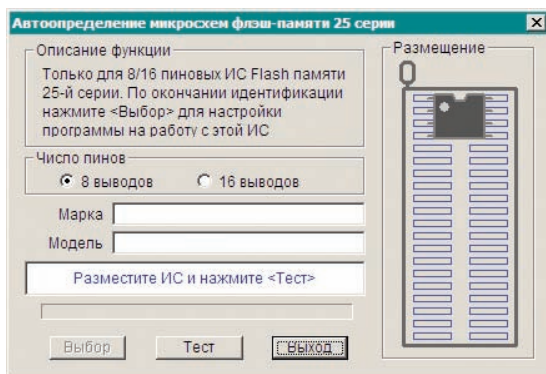 Автоопределение микросхем флэш-памяти 25 серии
Описание функции
Только для 8/16 пиновых ИС Flash памяти
25-й серии. По окончании идентификации
нажмите <Выбор> для настройки
программы на работу с этой ИС
Число пинов
8 выводов 16 выводов
Марка
Модель
Разместите ИС и нажмите <Тест>
Выбор Тест Выход
Размещение